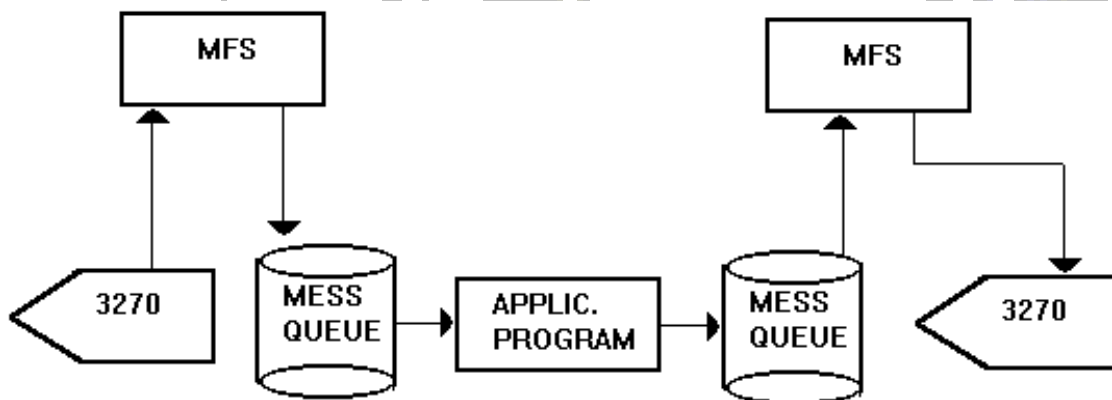 MFS
MFS
3270
MESS
QUEUE
APPLIC.
PROGRAM
MESS
QUEUE
3270